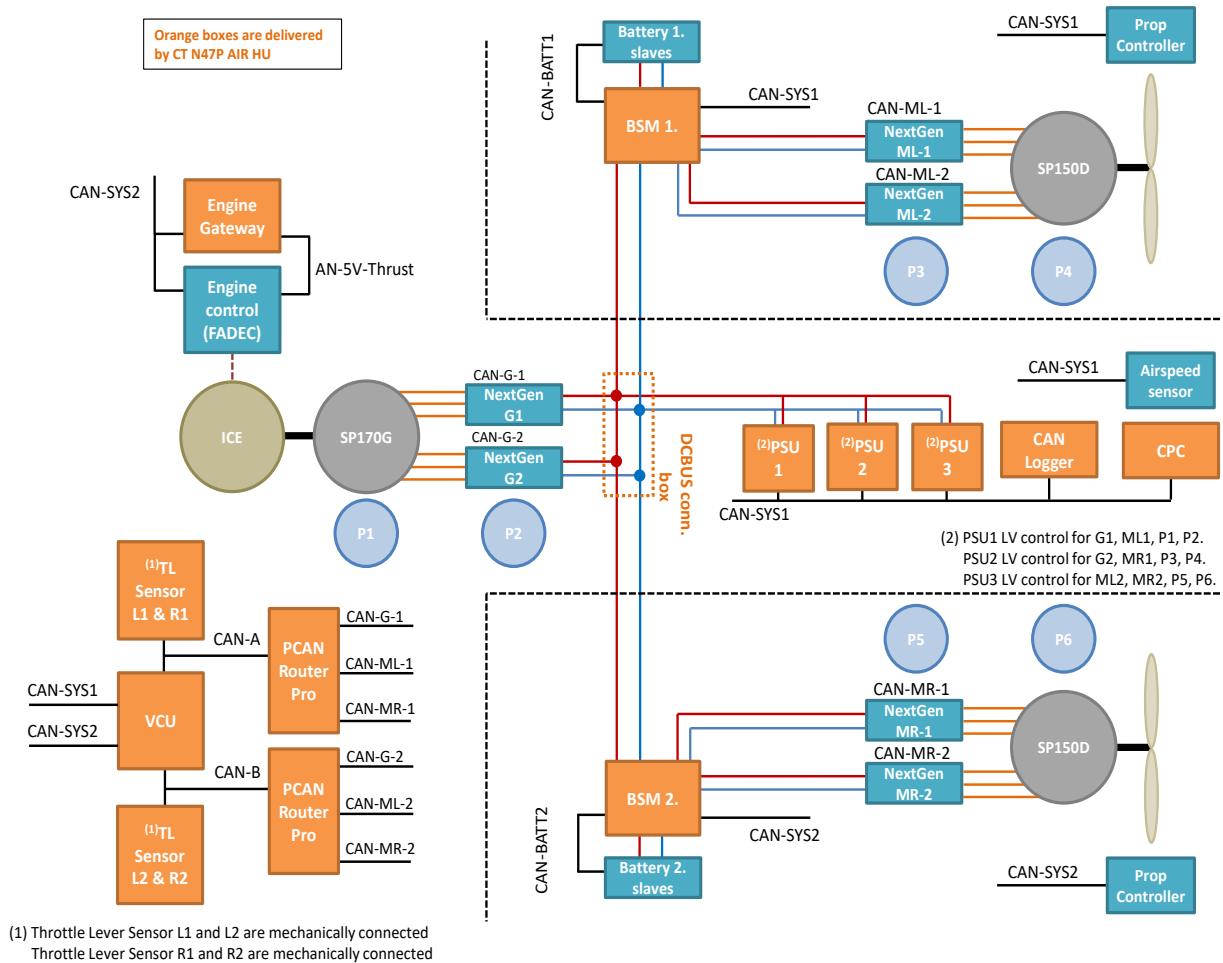 Orange boxes are delivered
by CT N47P AIR HU
CAN-SYS2
Engine
Gateway
AN-5V-Thrust
Engine
control
(FADEC)
ICE
SP170G
CAN-G-1
NextGen
G1
CAN-G-2
NextGen
G2
P1
P2
DCBUS conn.
box
CAN-BATT1
Battery 1.
slaves
BSM 1.
CAN-SYS1
CAN-ML-1
NextGen
ML-1
CAN-ML-2
NextGen
ML-2
SP150D
CAN-SYS1
Prop
Controller
P3
P4
CAN-SYS1
Airspeed
sensor
(2)PSU
1
(2)PSU
2
(2)PSU
3
CAN
Logger
CPC
CAN-SYS1
(2) PSU1 LV control for G1, ML1, P1, P2.
PSU2 LV control for G2, MR1, P3, P4.
PSU3 LV control for ML2, MR2, P5, P6.
(1)TL
Sensor
L1 & R1
CAN-A
PCAN
Router
Pro
CAN-G-1
CAN-ML-1
CAN-MR-1
CAN-SYS1
CAN-SYS2
VCU
CAN-B
PCAN
Router
Pro
CAN-G-2
CAN-ML-2
CAN-MR-2
(1)TL
Sensor
L2 & R2
P5
P6
CAN-MR-1
NextGen
MR-1
CAN-MR-2
NextGen
MR-2
SP150D
BSM 2.
CAN-SYS2
CAN-BATT2
Battery 2.
slaves
CAN-SYS2
Prop
Controller
(1) Throttle Lever Sensor L1 and L2 are mechanically connected
Throttle Lever Sensor R1 and R2 are mechanically connected